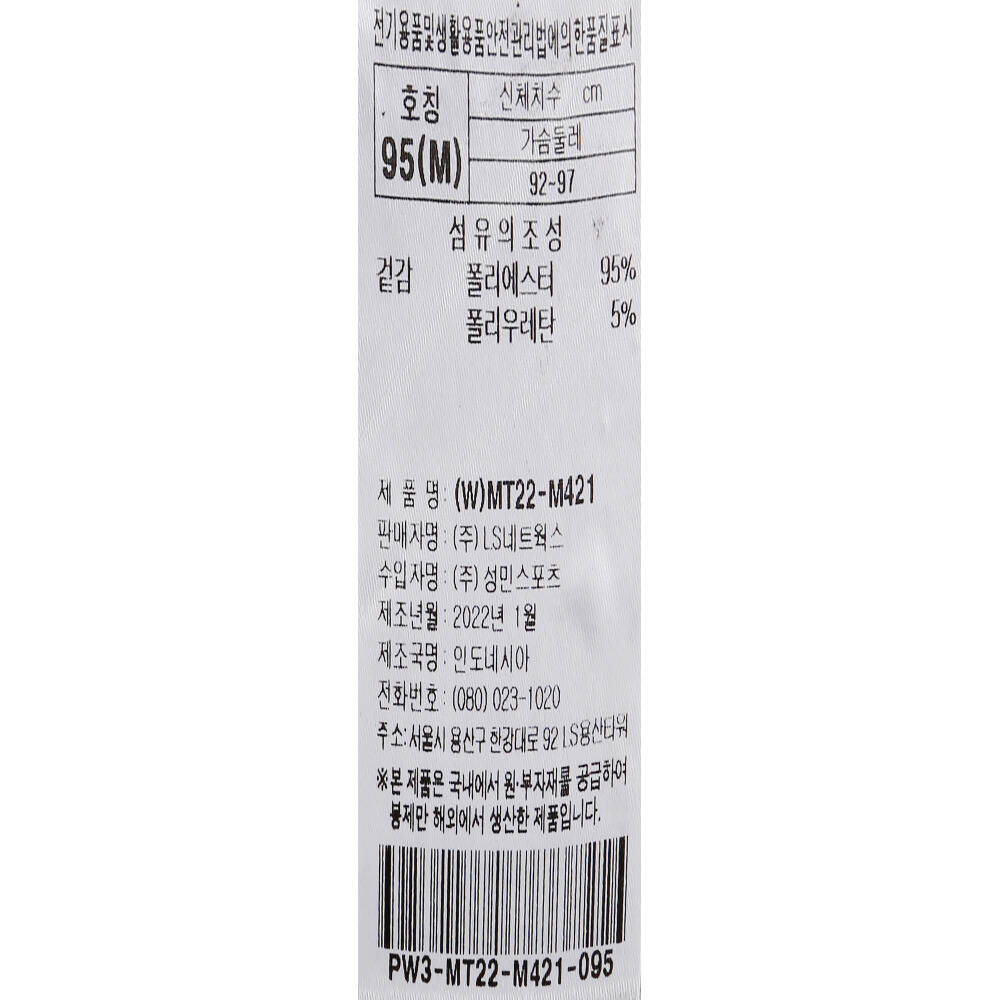 전기용품및생활용품안전관리법에의한품질표시
호칭
95(M)
신체치수 cm
가슴둘레
92~97
섬유의조성
겉감 폴리에스터 95%
폴리우레탄 5%
제 품 명 : (W)MT22-M421
판매자명 : (주) LS네트웍스
수입자명 : (주) 성민스포츠
제조년월 : 2022년 1월
제조국명 : 인도네시아
전화번호 : (080) 023-1020
주소: 서울시 용산구 한강대로 92 LS용산타워
※본 제품은 국내에서 원·부자재를 공급하여
봉제만 해외에서 생산한 제품입니다.
PW3-MT22-M421-095